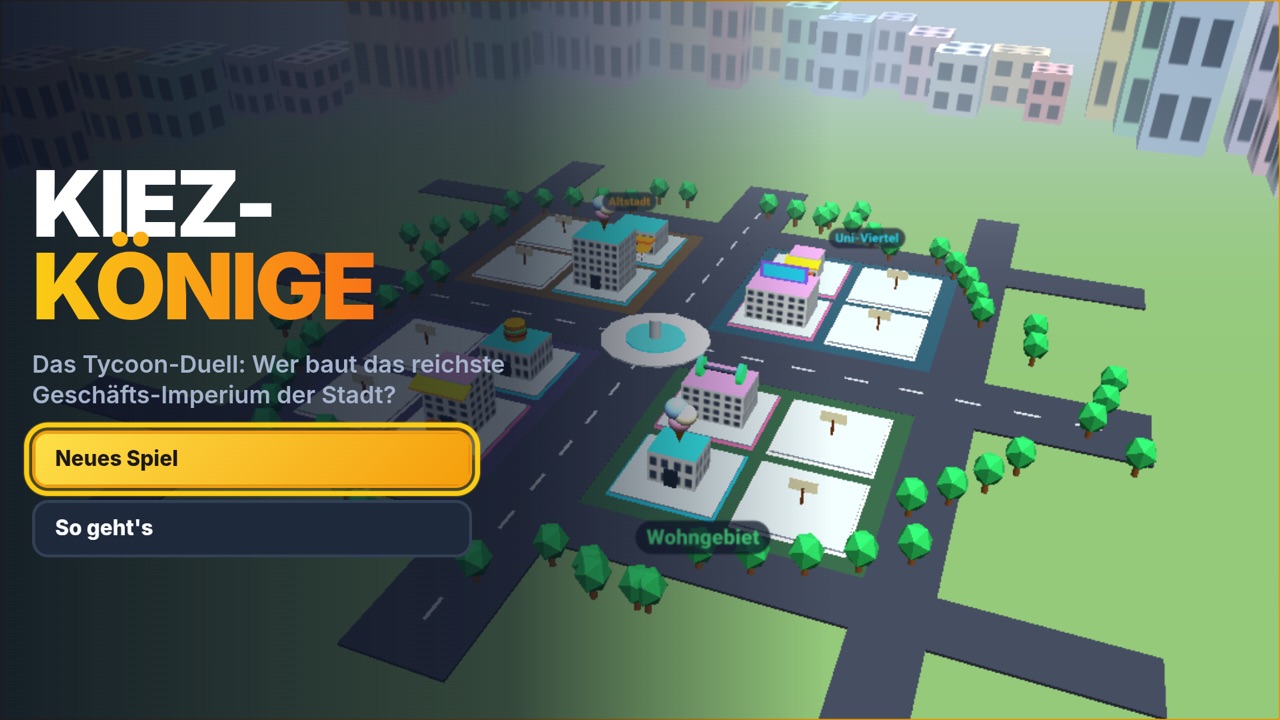 KIEZ-
KÖNIGE
Das Tycoon-Duell: Wer baut das reichste
Geschäfts-Imperium der Stadt?
Neues Spiel
So geht's
Altstadt
Uni-Viertel
Wohngebiet